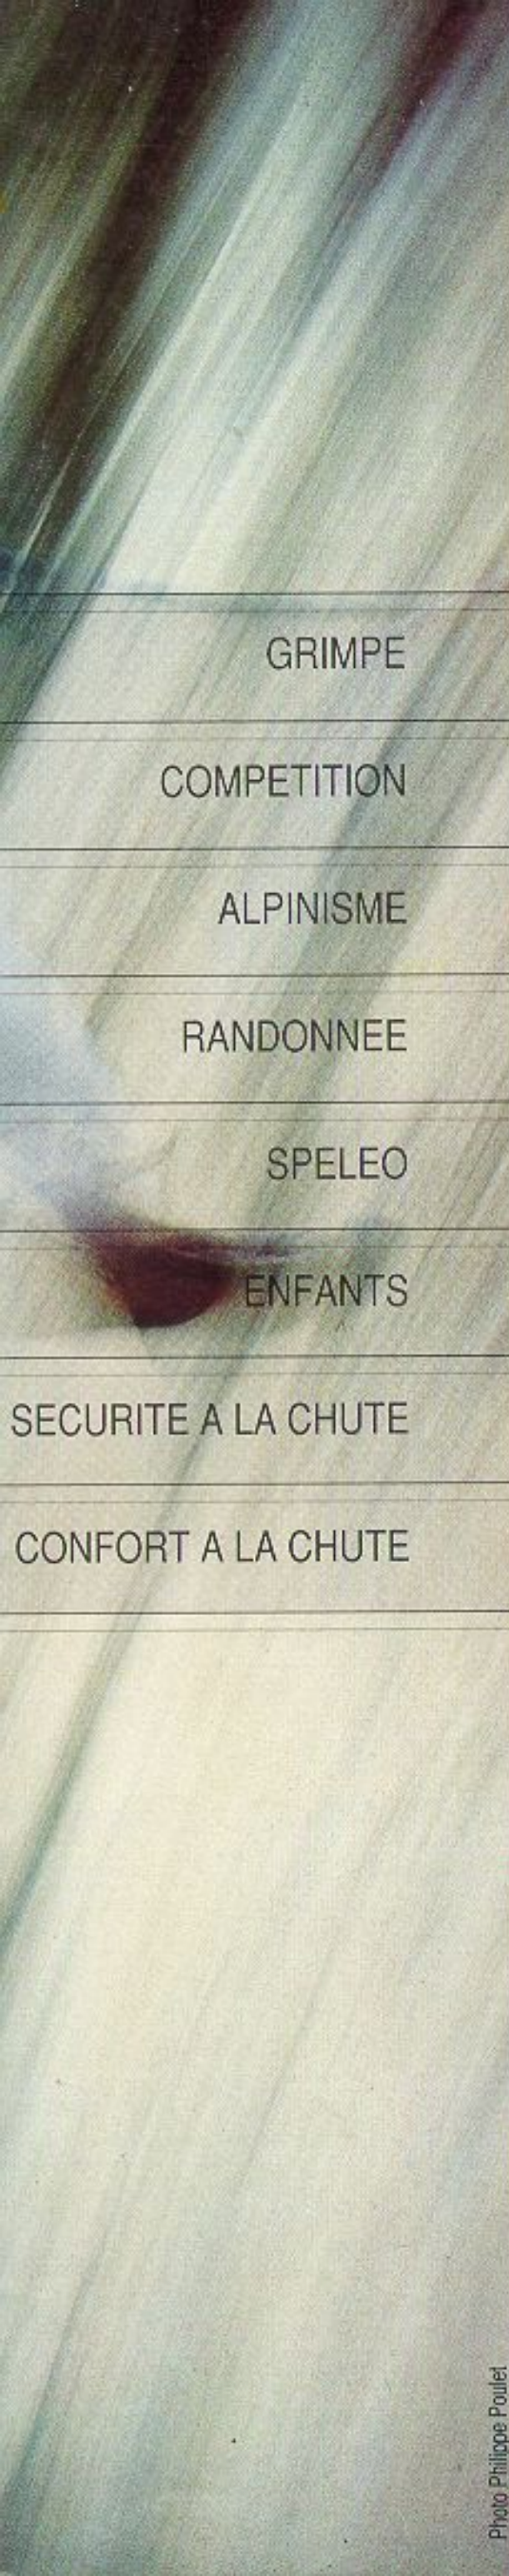 GRIMPE
COMPETITION
ALPINISME
RANDONNEE
SPELEO
ENFANTS
SECURITE A LA CHUTE
CONFORT A LA CHUTE
Photo Philippe Poulet